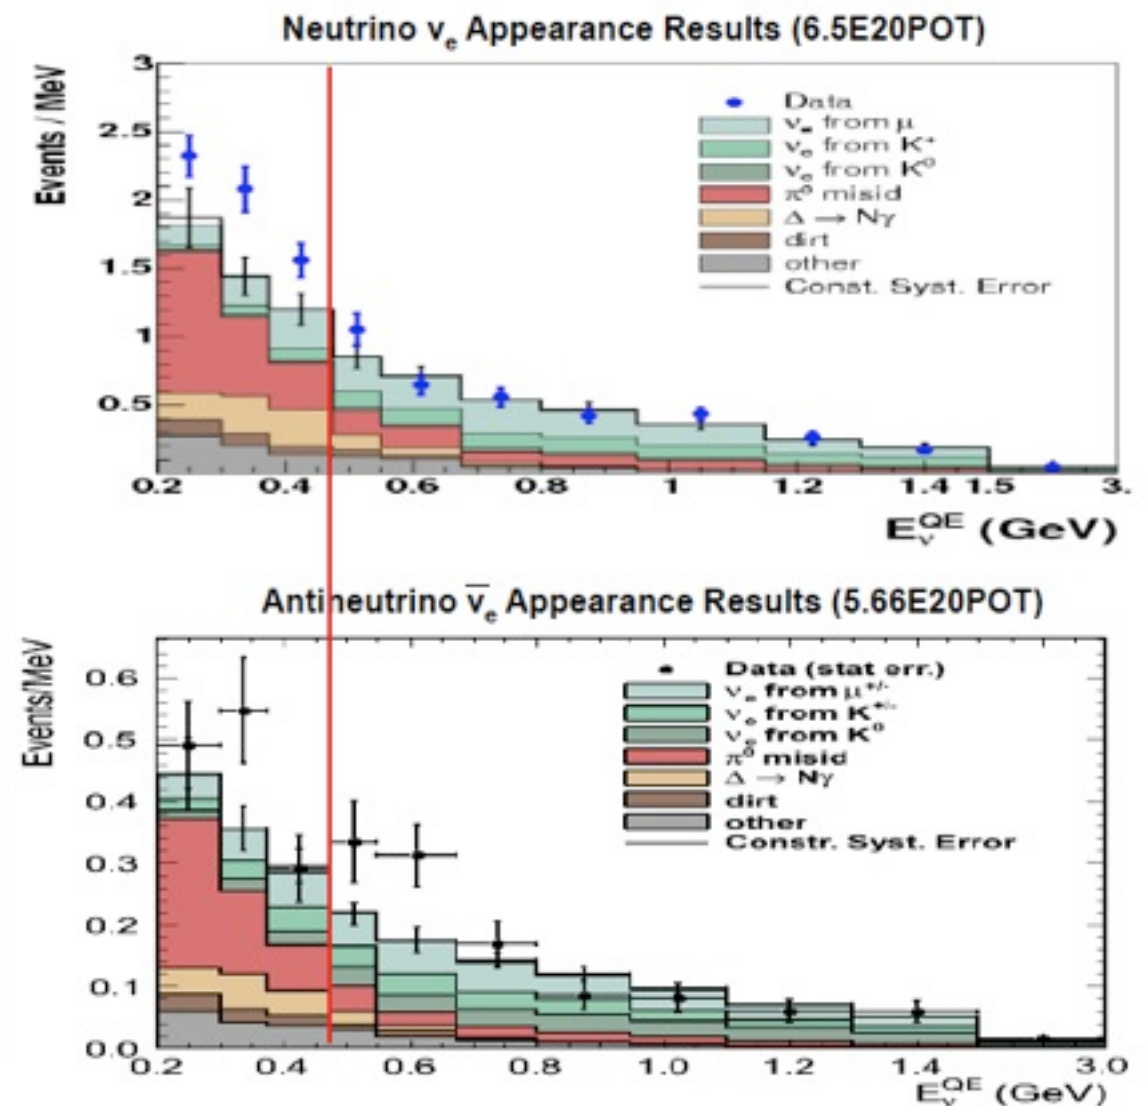 Neutrino νe Appearance Results (6.5E20POT)
Events / MeV
3
2.5
2
1.5
1
0.5
Data
νe from μ
νe from K⁺
νe from K⁰
π⁰ misid
Δ → Nγ
dirt
other
Const. Syst. Error
0.2 0.4 0.6 0.8 1 1.2 1.4 1.5 3.
EνQE (GeV)
Antineutrino ν̅e Appearance Results (5.66E20POT)
Events/MeV
0.6
0.5
0.4
0.3
0.2
0.1
0.0
Data (stat err.)
νe from μ+/-
νe from K+/-
νe from K⁰
π⁰ misid
Δ → Nγ
dirt
other
Constr. Syst. Error
0.2 0.4 0.6 0.8 1.0 1.2 1.4 3.0
EνQE (GeV)